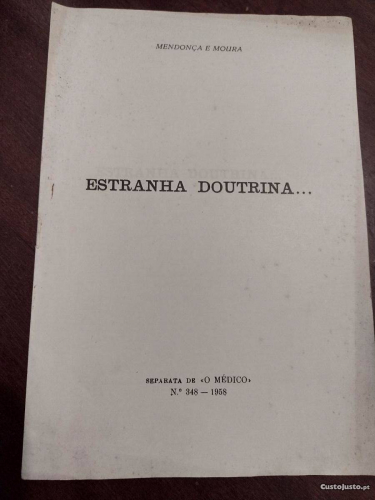 MENDONÇA E MOURA
ESTRANHA DOUTRINA...
SEPARATA DE «O MÉDICO»
N.º 348 — 1958
CustoJusto.pt